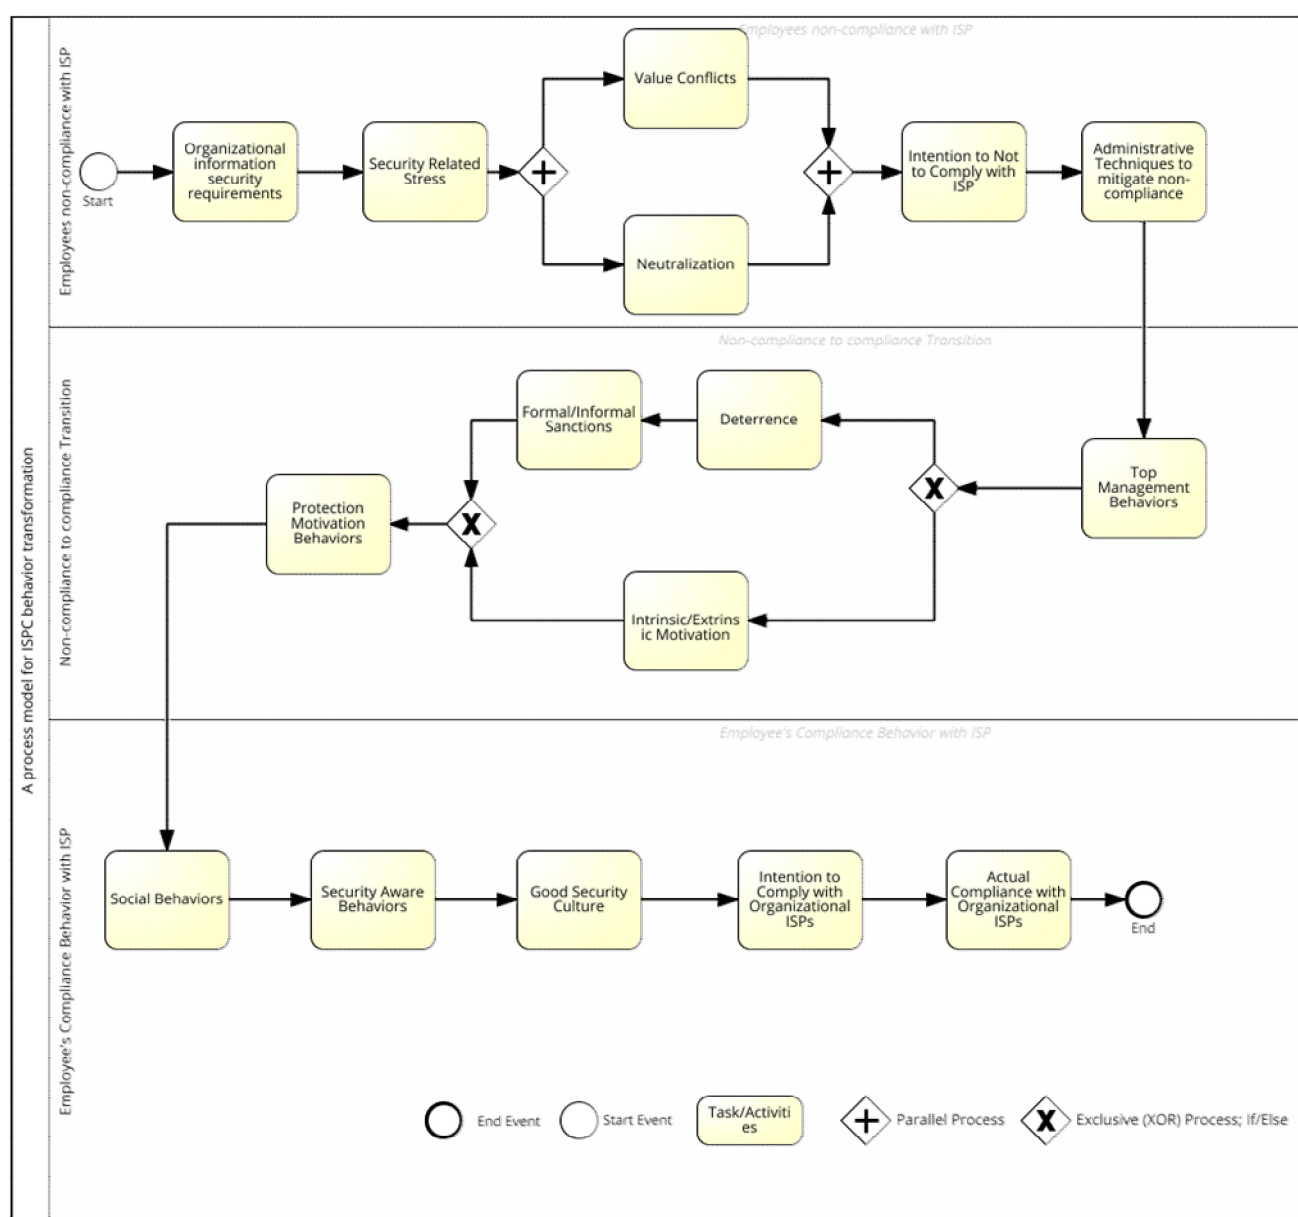 A process model for ISPC behavior transformation
Employees non-compliance with ISP
Employees non-compliance with ISP
Start
Organizational
information
security
requirements
Security Related
Stress
Value Conflicts
Neutralization
Intention to Not
to Comply with
ISP
Administrative
Techniques to
mitigate non-
compliance
Non-compliance to compliance Transition
Non-compliance to compliance Transition
Top
Management
Behaviors
Deterrence
Formal/Informal
Sanctions
Intrinsic/Extrins
ic Motivation
Protection
Motivation
Behaviors
Employee's Compliance Behavior with ISP
Employee's Compliance Behavior with ISP
Social Behaviors
Security Aware
Behaviors
Good Security
Culture
Intention to
Comply with
Organizational
ISPs
Actual
Compliance with
Organizational
ISPs
End
End Event
Start Event
Task/Activiti
es
Parallel Process
Exclusive (XOR) Process; If/Else